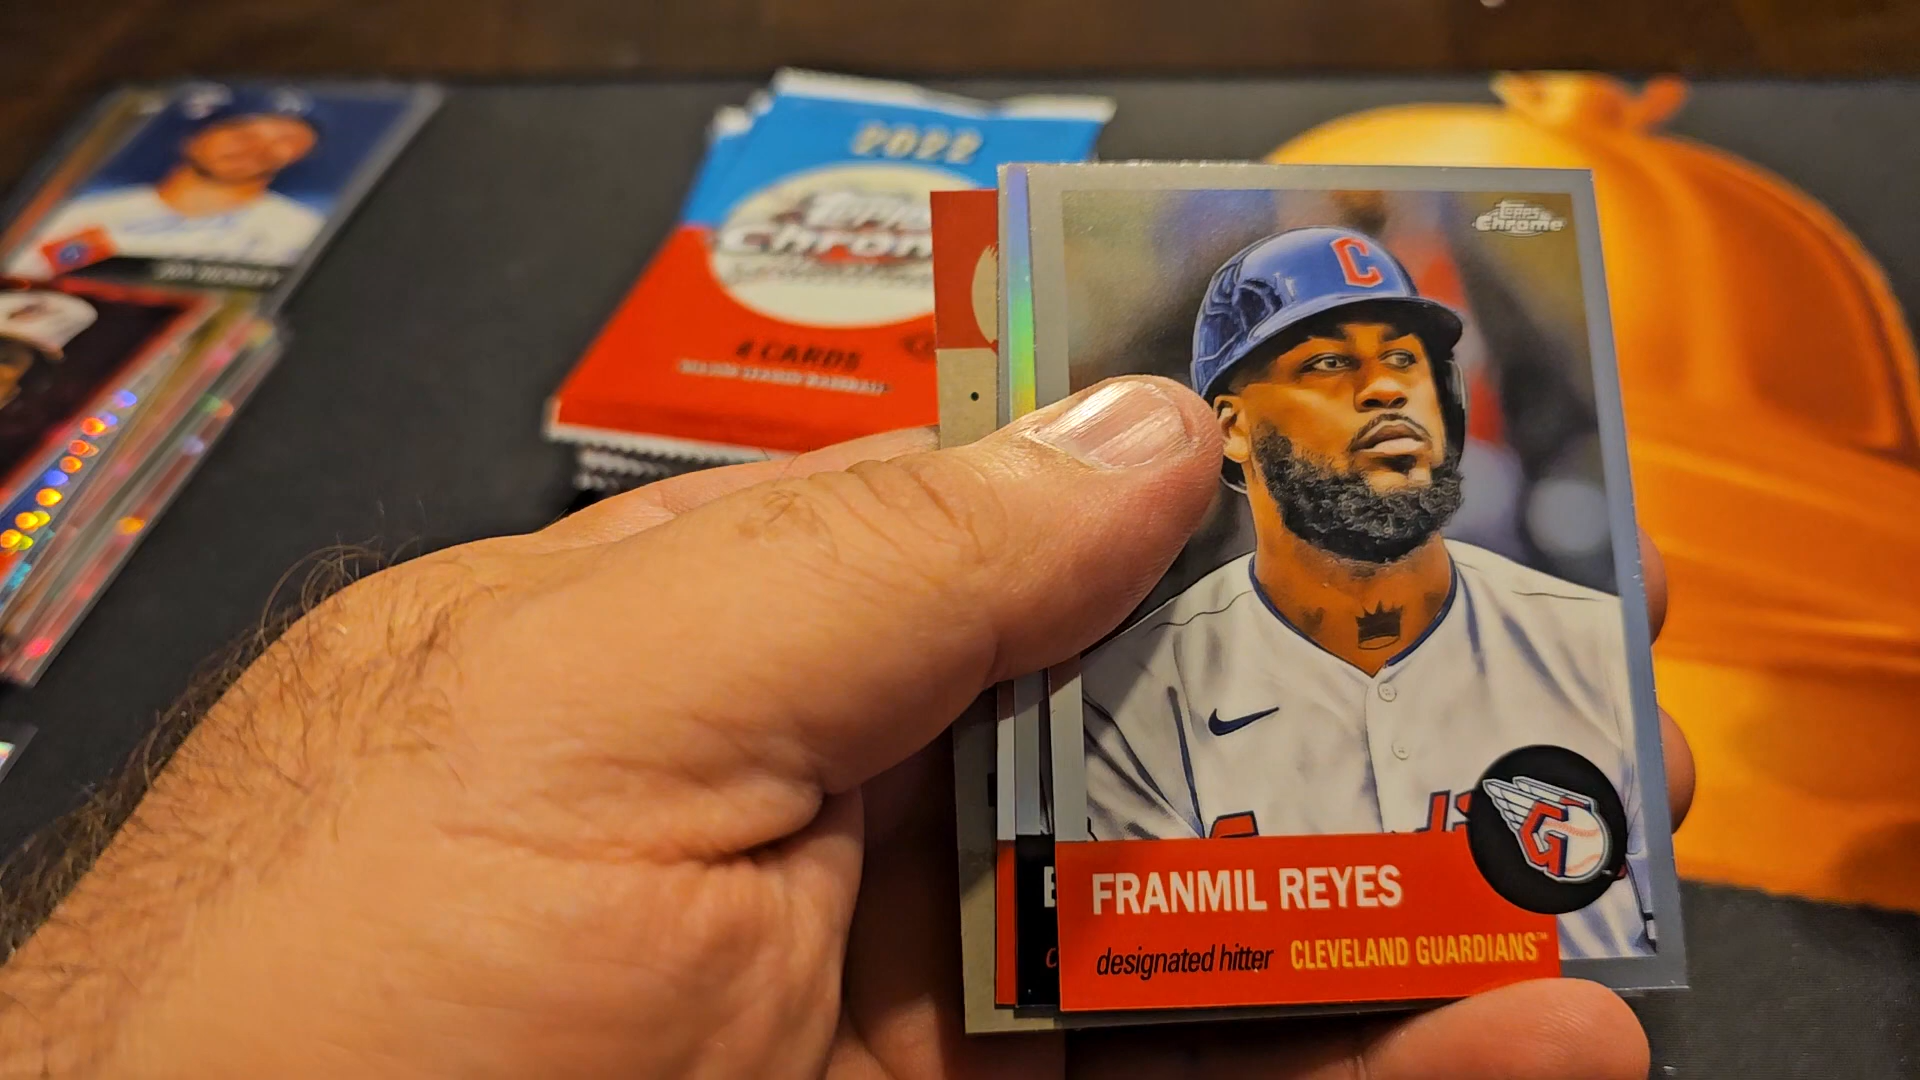 2022
Topps
Chrome
4 CARDS
MAJOR LEAGUE BASEBALL
Topps
Chrome
C
G
FRANMIL REYES
designated hitter CLEVELAND GUARDIANS™